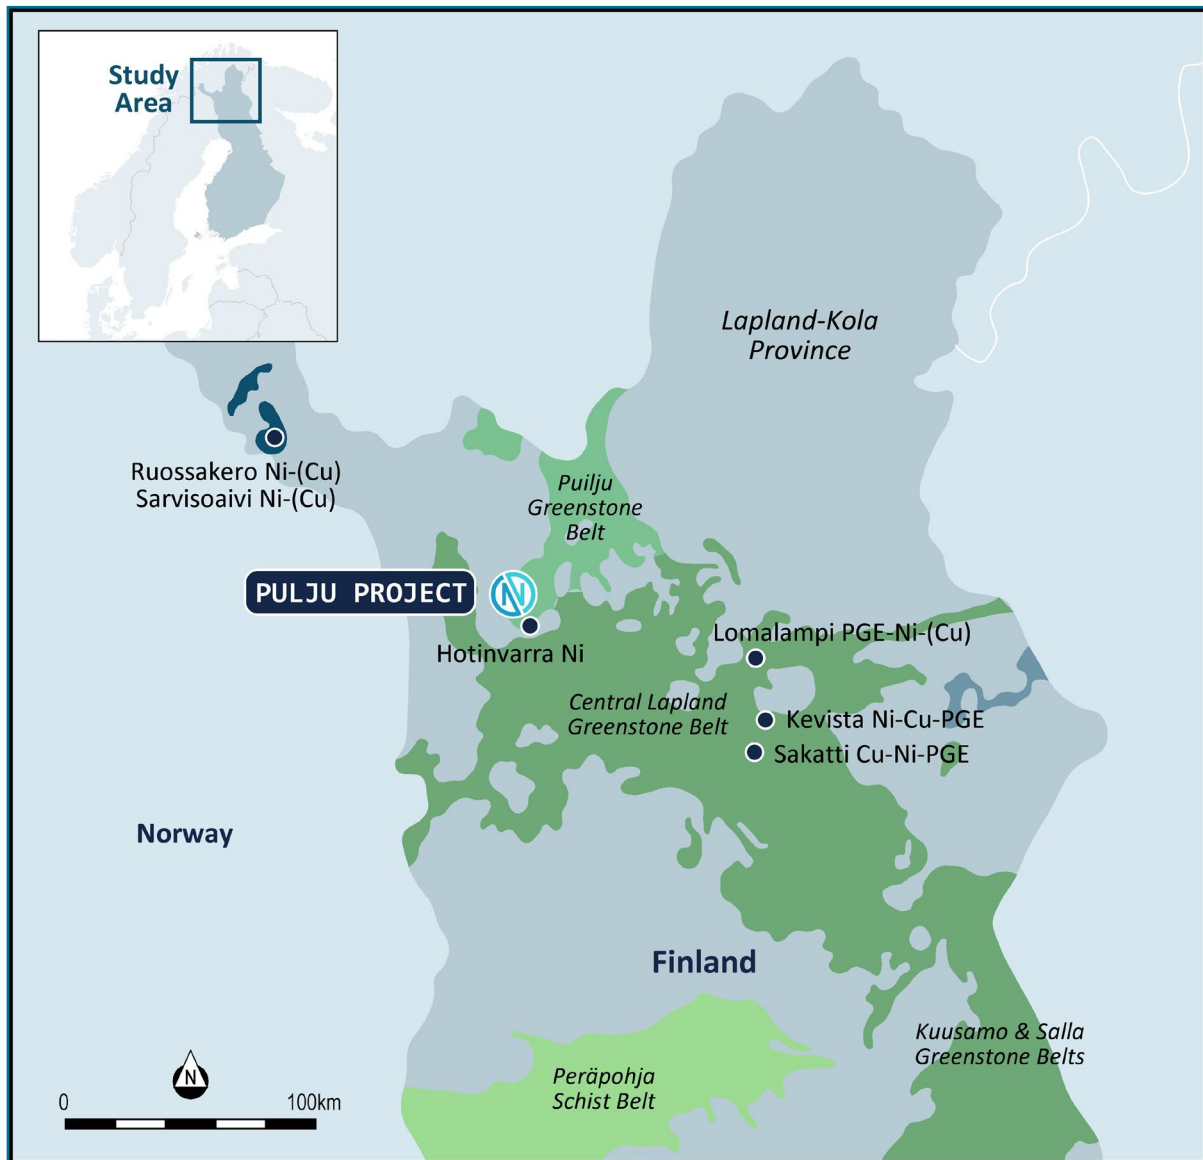 Study
Area
Lapland-Kola
Province
Ruossakero Ni-(Cu)
Sarvisoaivi Ni-(Cu)
Puilju
Greenstone
Belt
PULJU PROJECT
N
Hotinvarra Ni
Lomalampi PGE-Ni-(Cu)
Central Lapland
Greenstone Belt
Kevista Ni-Cu-PGE
Sakatti Cu-Ni-PGE
Norway
Finland
Kuusamo & Salla
Greenstone Belts
Peräpohja
Schist Belt
N
0 100km